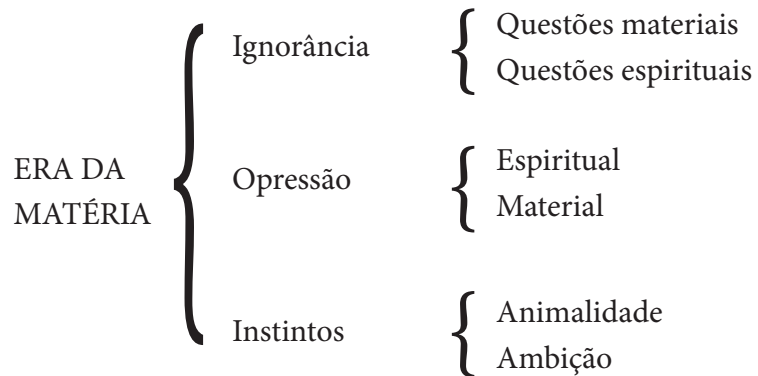 ERA DA
MATÉRIA
Ignorância
Questões materiais
Questões espirituais
Opressão
Espiritual
Material
Instintos
Animalidade
Ambição